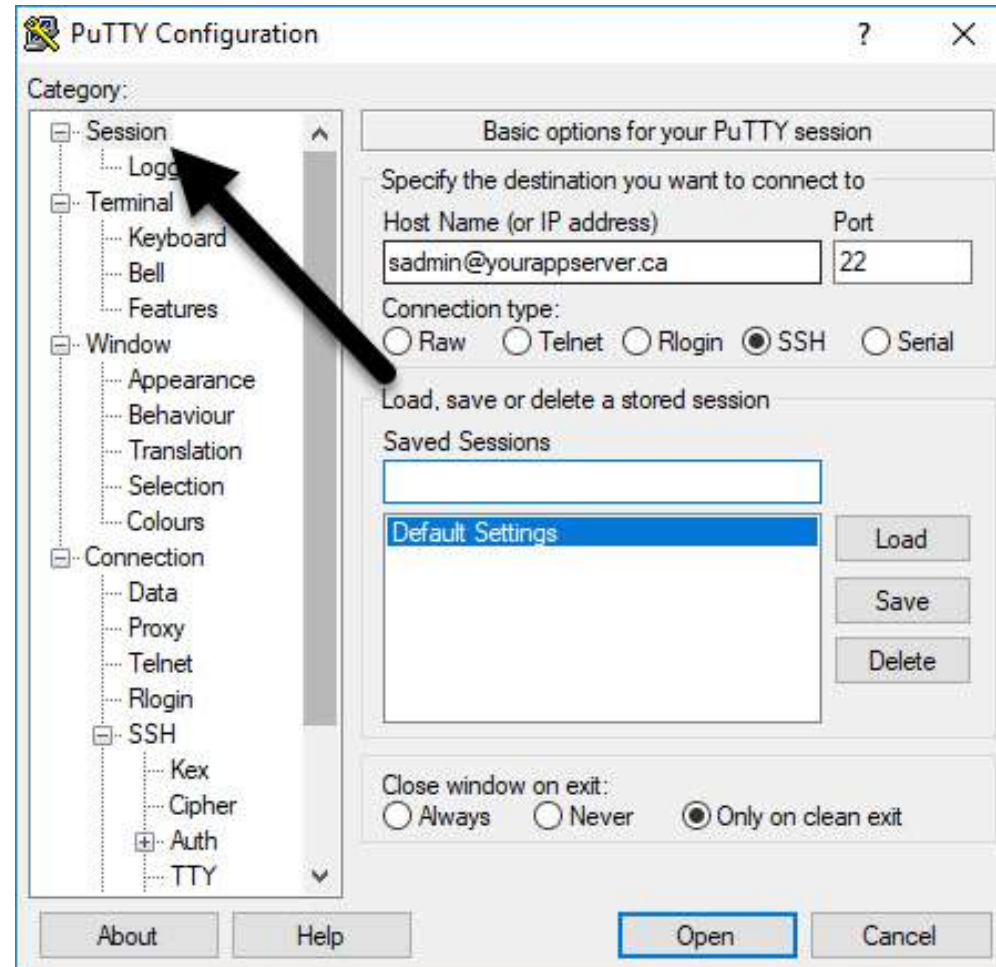 PuTTY Configuration
?
Category:
Session
Terminal
Keyboard
Bell
Features
Window
Appearance
Behaviour
Translation
Selection
Colours
Connection
Data
Proxy
Telnet
Rlogin
SSH
Kex
Cipher
Auth
TTY
Basic options for your PuTTY session
Specify the destination you want to connect to
Host Name (or IP address) Port
sadmin@yourappserver.ca 22
Connection type:
Raw Telnet Rlogin SSH Serial
Load, save or delete a stored session
Saved Sessions
Default Settings
Load
Save
Delete
Close window on exit:
Always Never Only on clean exit
About Help Open Cancel